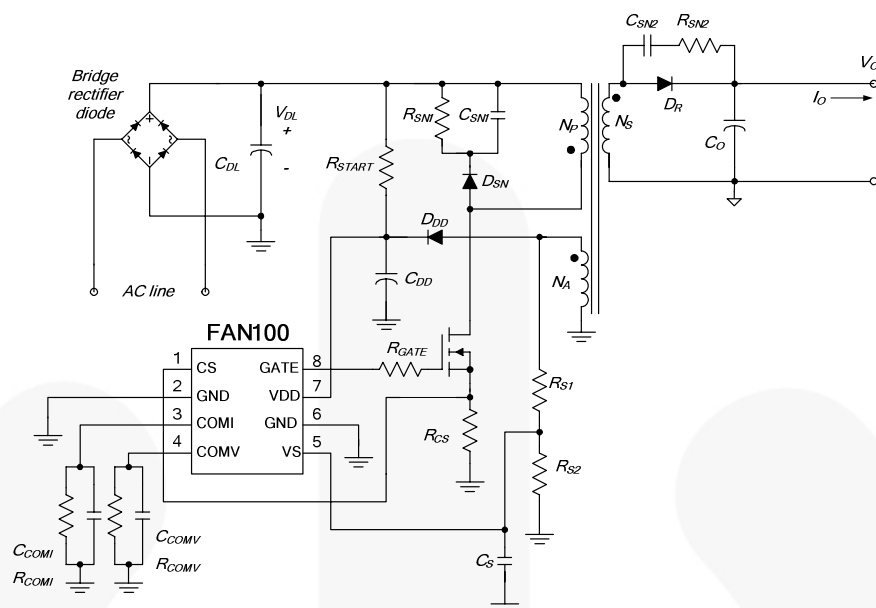 Bridge
rectifier
diode
V_DL
+
-
C_DL
AC line
R_START
R_SN1
C_SN1
D_SN
D_DD
C_DD
N_P
N_S
N_A
C_SN2
R_SN2
D_R
C_O
I_O
V_O
FAN100
1 CS GATE 8
2 GND VDD 7
3 COMI GND 6
4 COMV VS 5
R_GATE
R_CS
R_S1
R_S2
C_S
C_COMI
R_COMI
C_COMV
R_COMV